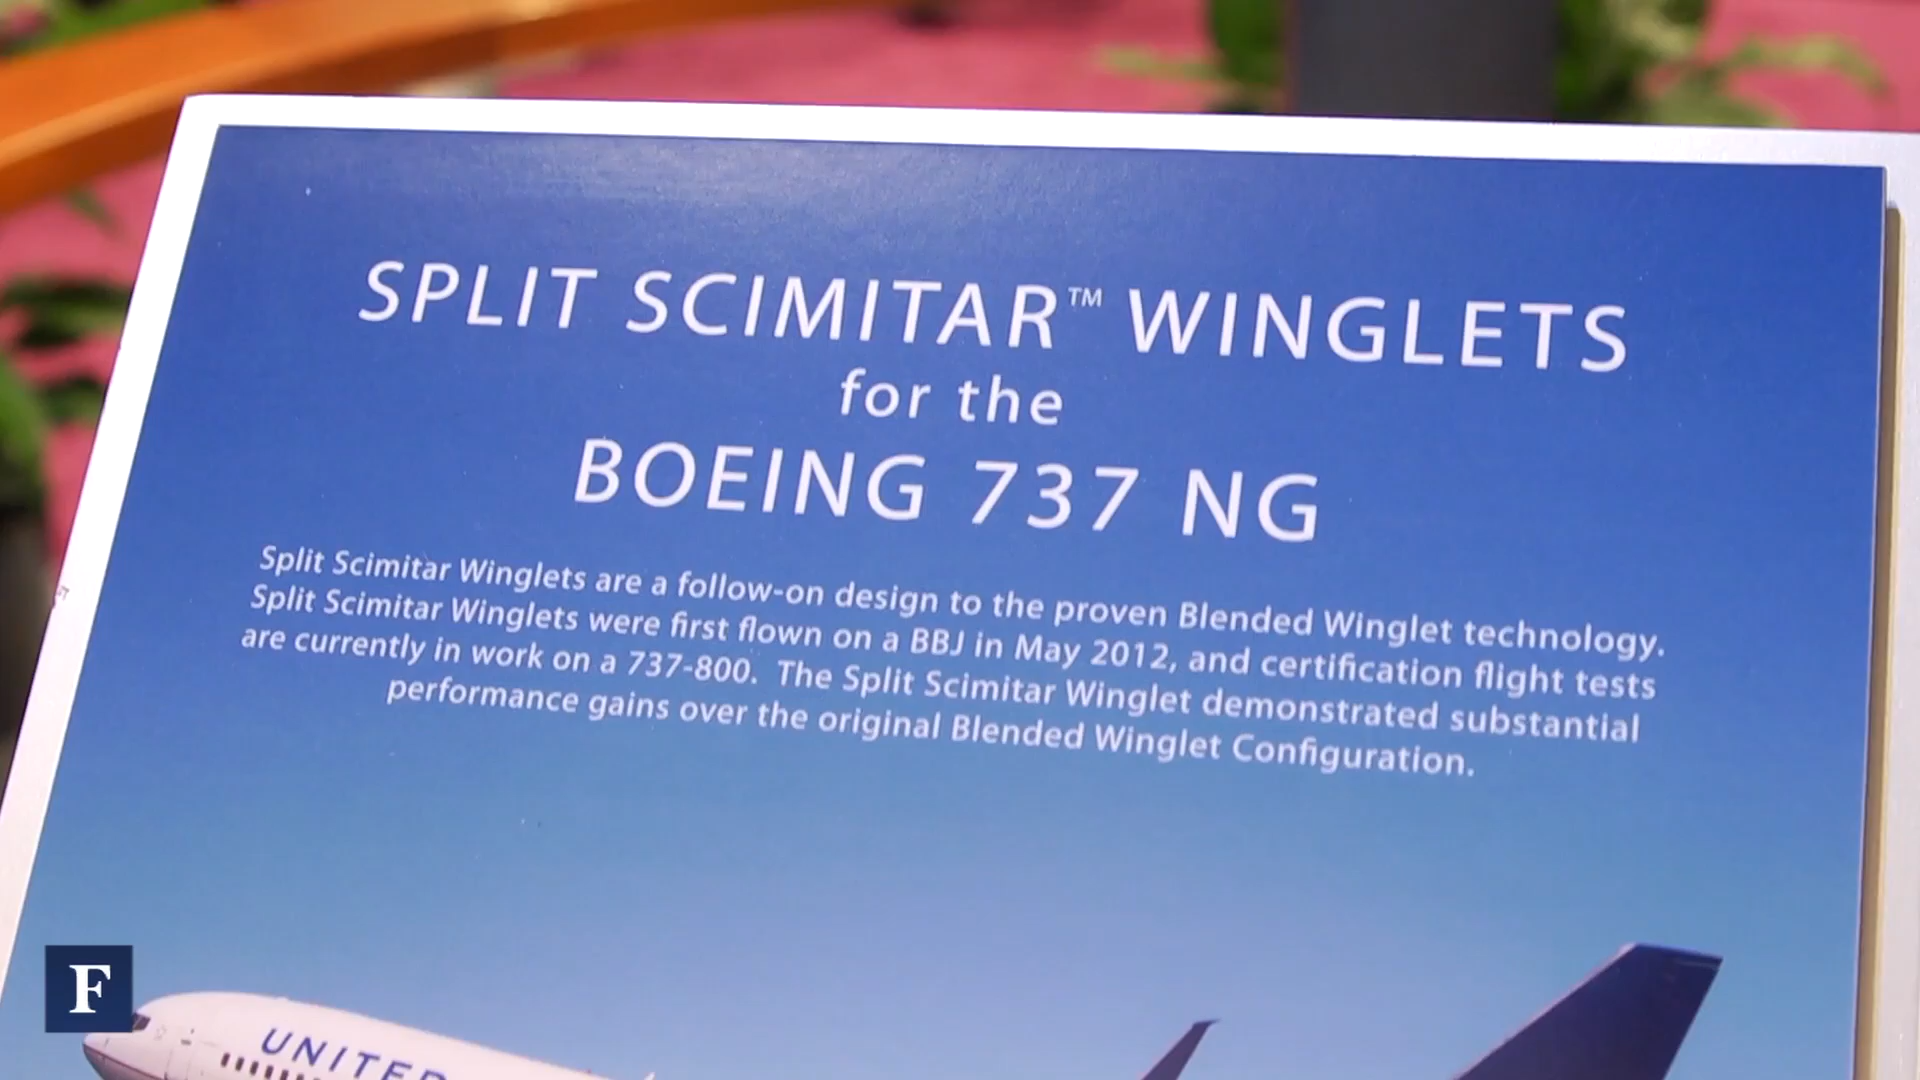 SPLIT SCIMITAR™ WINGLETS
for the
BOEING 737 NG
Split Scimitar Winglets are a follow-on design to the proven Blended Winglet technology.
Split Scimitar Winglets were first flown on a BBJ in May 2012, and certification flight tests
are currently in work on a 737-800. The Split Scimitar Winglet demonstrated substantial
performance gains over the original Blended Winglet Configuration.
F
UNITED